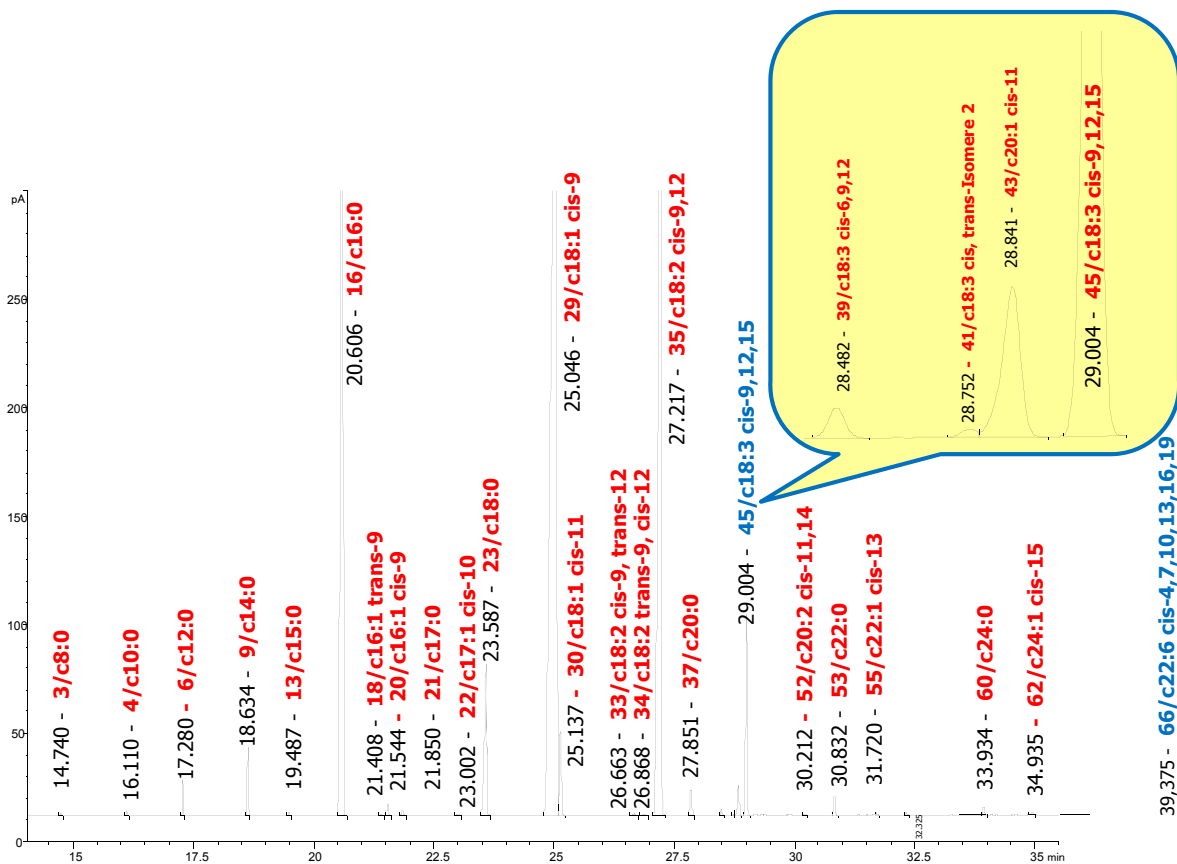 pA
250
200
150
100
50
0
15
17.5
20
22.5
25
27.5
30
32.5
35 min
14.740 - 3/c8:0
16.110 - 4/c10:0
17.280 - 6/c12:0
18.634 - 9/c14:0
19.487 - 13/c15:0
20.606 - 16/c16:0
21.408 - 18/c16:1 trans-9
21.544 - 20/c16:1 cis-9
21.850 - 21/c17:0
23.002 - 22/c17:1 cis-10
23.587 - 23/c18:0
25.046 - 29/c18:1 cis-9
25.137 - 30/c18:1 cis-11
26.663 - 33/c18:2 cis-9, trans-12
26.868 - 34/c18:2 trans-9, cis-12
27.217 - 35/c18:2 cis-9,12
27.851 - 37/c20:0
29.004 - 45/c18:3 cis-9,12,15
30.212 - 52/c20:2 cis-11,14
30.832 - 53/c22:0
31.720 - 55/c22:1 cis-13
32.325
33.934 - 60/c24:0
34.935 - 62/c24:1 cis-15
39,375 - 66/c22:6 cis-4,7,10,13,16,19
28.482 - 39/c18:3 cis-6,9,12
28.752 - 41/c18:3 cis, trans-Isomere 2
28.841 - 43/c20:1 cis-11
29.004 - 45/c18:3 cis-9,12,15